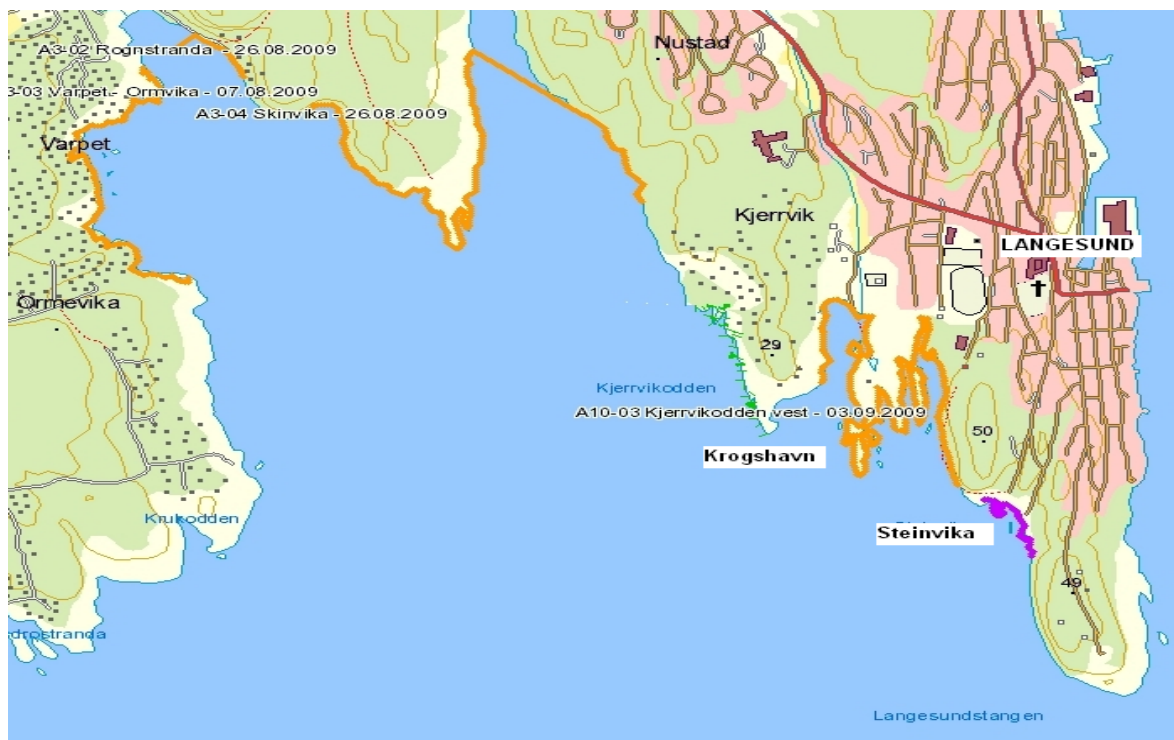 A3-02 Rognstranda - 26.08.2009
Nustad
3-03 Varpet - Ormvika - 07.08.2009
A3-04 Skinvika - 26.08.2009
Varpet
Kjerrvik
LANGESUND
Ormevika
29
Kjerrvikodden
A10-03 Kjerrvikodden vest - 03.09.2009
50
Krogshavn
Krukodden
Steinvika
49
drostranda
Langesundstangen